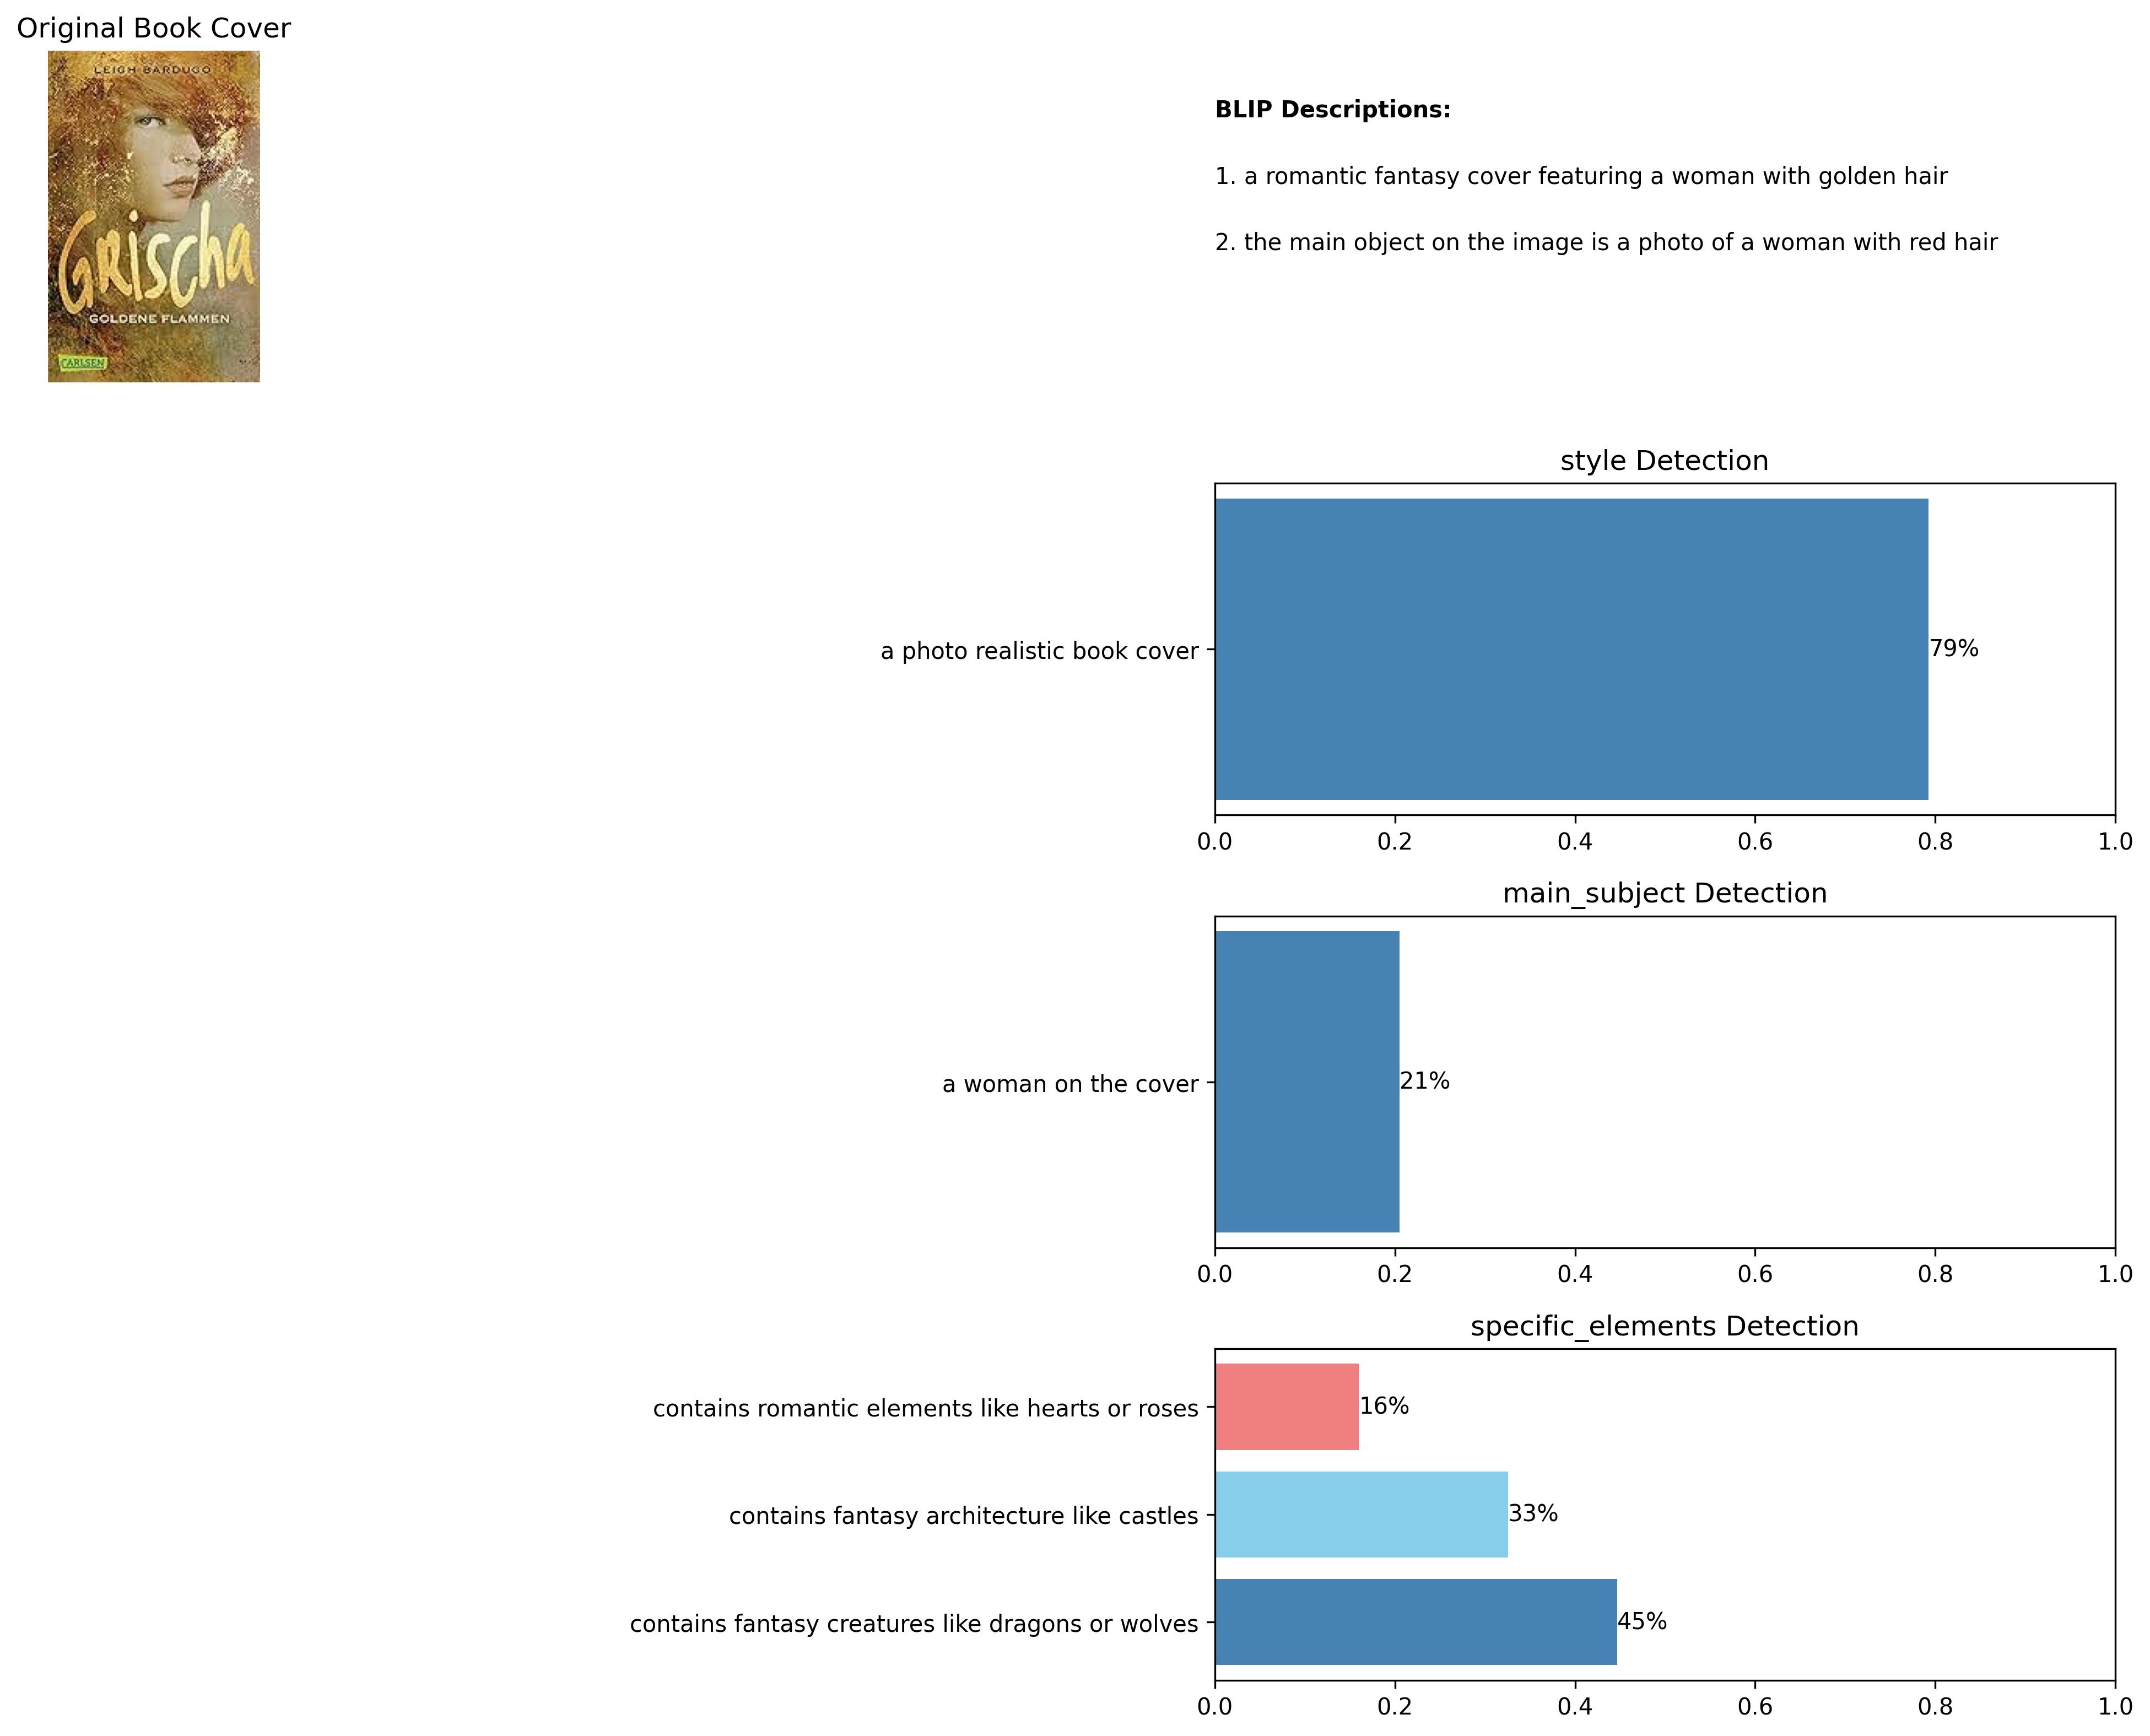 Original Book Cover
LEIGH BARDUGO
GRischa
GOLDENE FLAMMEN
CARLSEN
BLIP Descriptions:
1. a romantic fantasy cover featuring a woman with golden hair
2. the main object on the image is a photo of a woman with red hair
style Detection
a photo realistic book cover
79%
0.0 0.2 0.4 0.6 0.8 1.0
main_subject Detection
a woman on the cover
21%
0.0 0.2 0.4 0.6 0.8 1.0
specific_elements Detection
contains romantic elements like hearts or roses
16%
contains fantasy architecture like castles
33%
contains fantasy creatures like dragons or wolves
45%
0.0 0.2 0.4 0.6 0.8 1.0